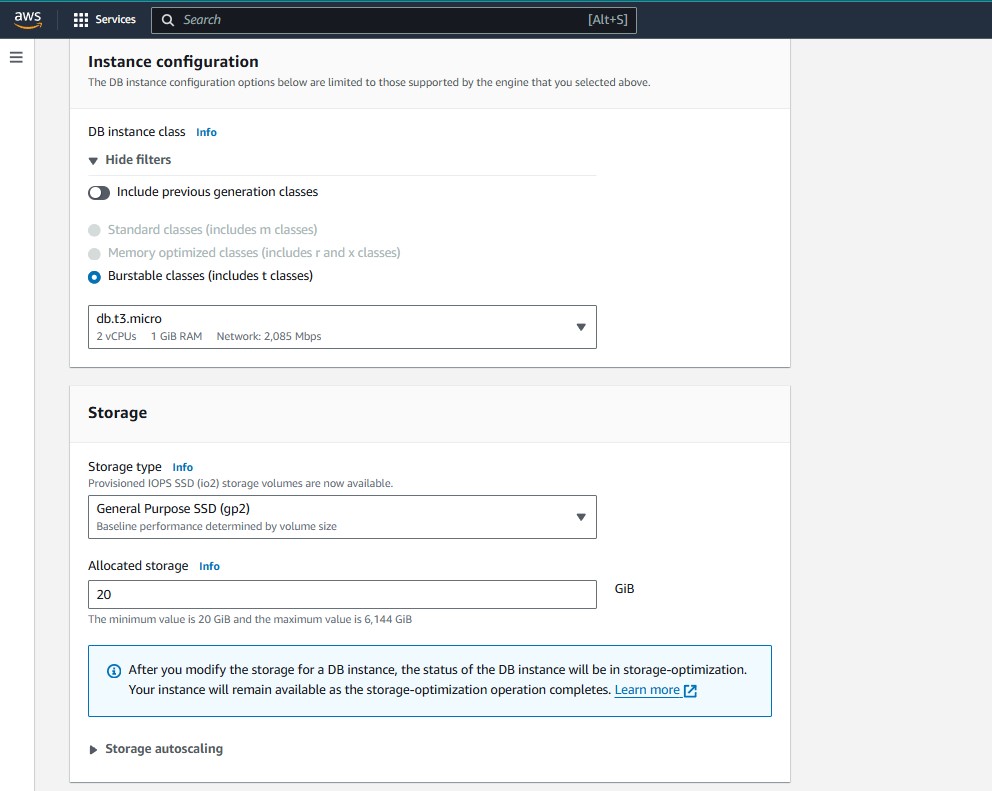 aws
Services
Search [Alt+S]
Instance configuration
The DB instance configuration options below are limited to those supported by the engine that you selected above.
DB instance class Info
Hide filters
Include previous generation classes
Standard classes (includes m classes)
Memory optimized classes (includes r and x classes)
Burstable classes (includes t classes)
db.t3.micro
2 vCPUs 1 GiB RAM Network: 2,085 Mbps
Storage
Storage type Info
Provisioned IOPS SSD (io2) storage volumes are now available.
General Purpose SSD (gp2)
Baseline performance determined by volume size
Allocated storage Info
20 GiB
The minimum value is 20 GiB and the maximum value is 6,144 GiB
After you modify the storage for a DB instance, the status of the DB instance will be in storage-optimization.
Your instance will remain available as the storage-optimization operation completes. Learn more
Storage autoscaling